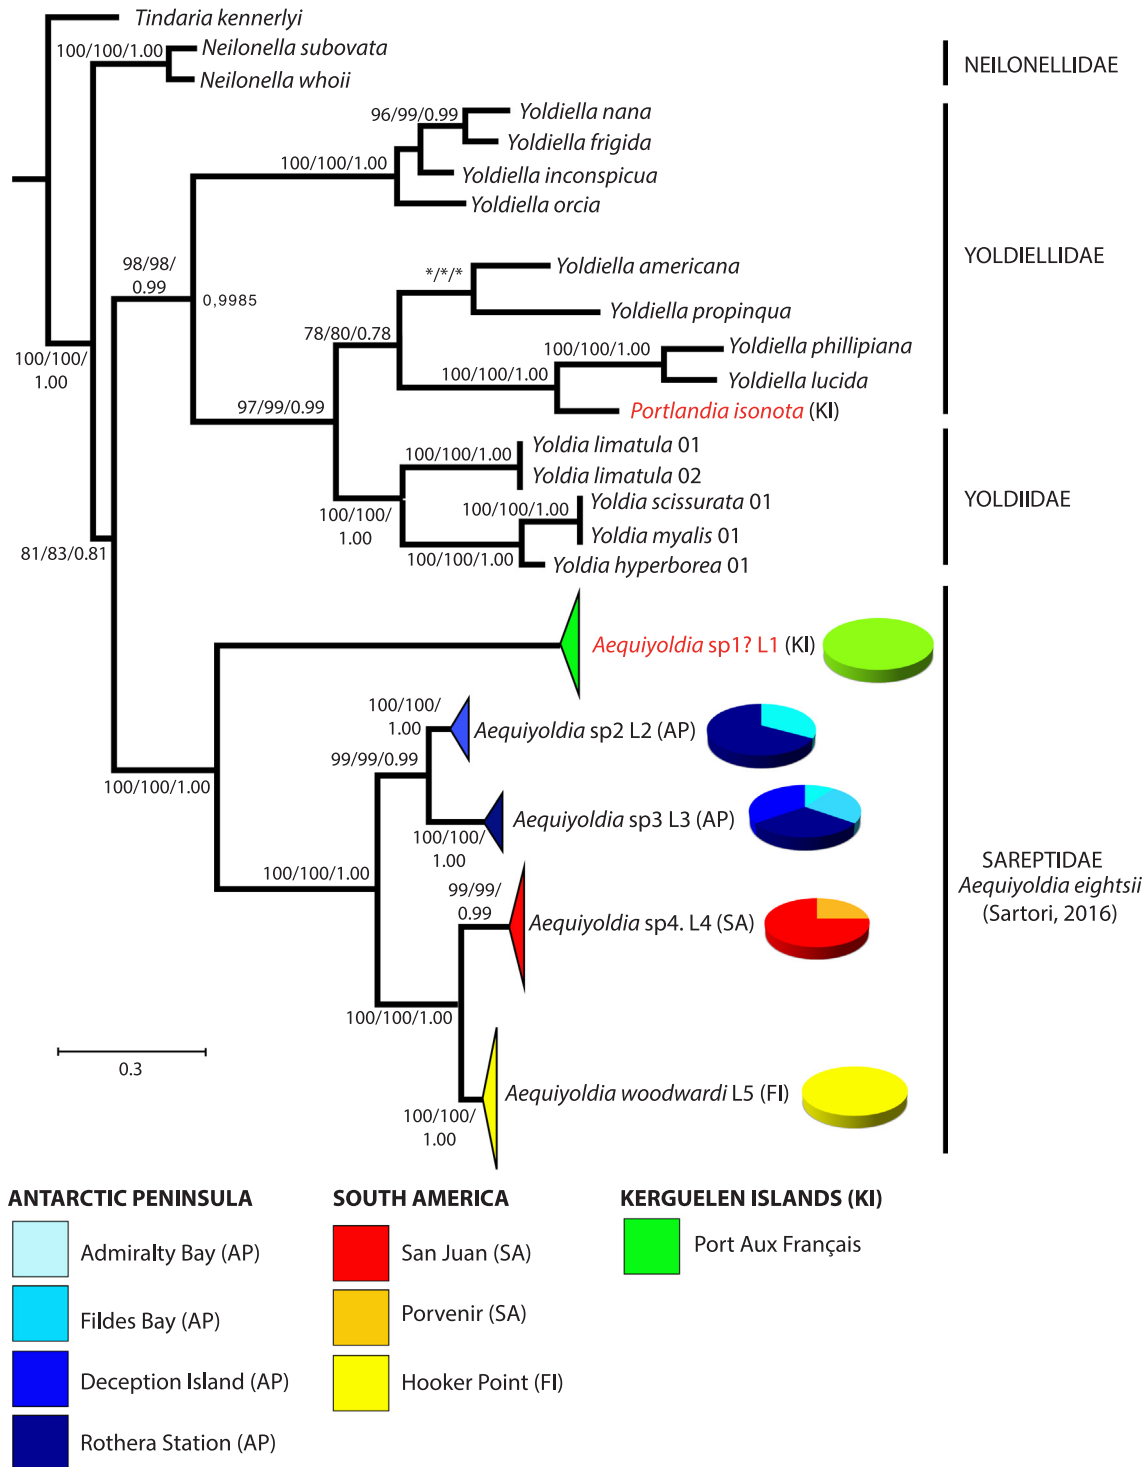 Tindaria kennerlyi
100/100/1.00
Neilonella subovata
Neilonella whoii
NEILONELLIDAE
96/99/0.99
Yoldiella nana
Yoldiella frigida
100/100/1.00
Yoldiella inconspicua
Yoldiella orcia
YOLDIELLIDAE
98/98/
0.99
0,9985
*/*/*
Yoldiella americana
Yoldiella propinqua
78/80/0.78
100/100/1.00
Yoldiella phillipiana
Yoldiella lucida
100/100/1.00
Portlandia isonota (KI)
100/100/
1.00
97/99/0.99
100/100/1.00
Yoldia limatula 01
Yoldia limatula 02
YOLDIIDAE
100/100/1.00
Yoldia scissurata 01
Yoldia myalis 01
100/100/
1.00
100/100/1.00
Yoldia hyperborea 01
81/83/0.81
Aequiyoldia sp1? L1 (KI)
100/100/
1.00
Aequiyoldia sp2 L2 (AP)
99/99/0.99
100/100/1.00
Aequiyoldia sp3 L3 (AP)
100/100/
1.00
100/100/1.00
99/99/
0.99
Aequiyoldia sp4. L4 (SA)
SAREPTIDAE
Aequiyoldia eightsii
(Sartori, 2016)
100/100/1.00
0.3
Aequiyoldia woodwardi L5 (FI)
100/100/
1.00
ANTARCTIC PENINSULA
Admiralty Bay (AP)
Fildes Bay (AP)
Deception Island (AP)
Rothera Station (AP)
SOUTH AMERICA
San Juan (SA)
Porvenir (SA)
Hooker Point (FI)
KERGUELEN ISLANDS (KI)
Port Aux Français